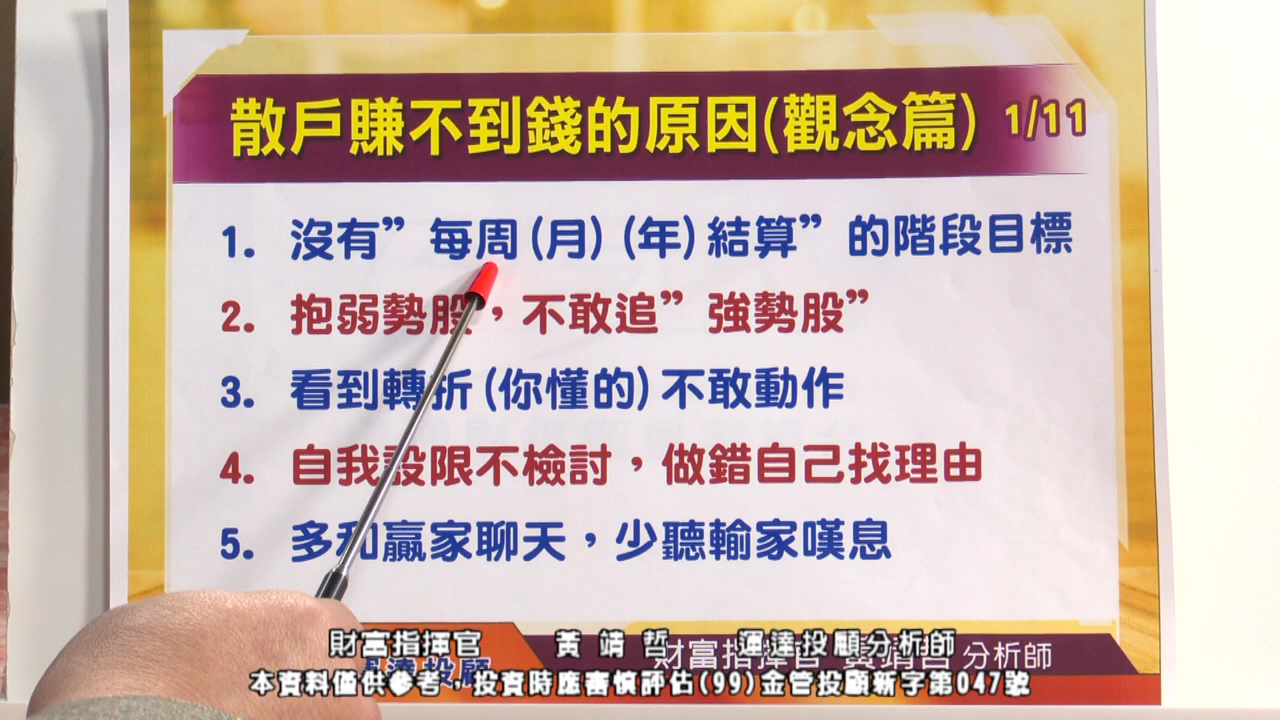 散戶賺不到錢的原因(觀念篇) 1/11
1. 沒有”每周(月)(年)結算”的階段目標
2. 抱弱勢股，不敢追”強勢股”
3. 看到轉折(你懂的)不敢動作
4. 自我設限不檢討，做錯自己找理由
5. 多和贏家聊天，少聽輸家嘆息
財富指揮官 黃靖哲 運達投顧分析師
運達投顧 財富指揮官 黃靖哲 分析師
本資料僅供參考，投資時應審慎評估(99)金管投顧新字第047號